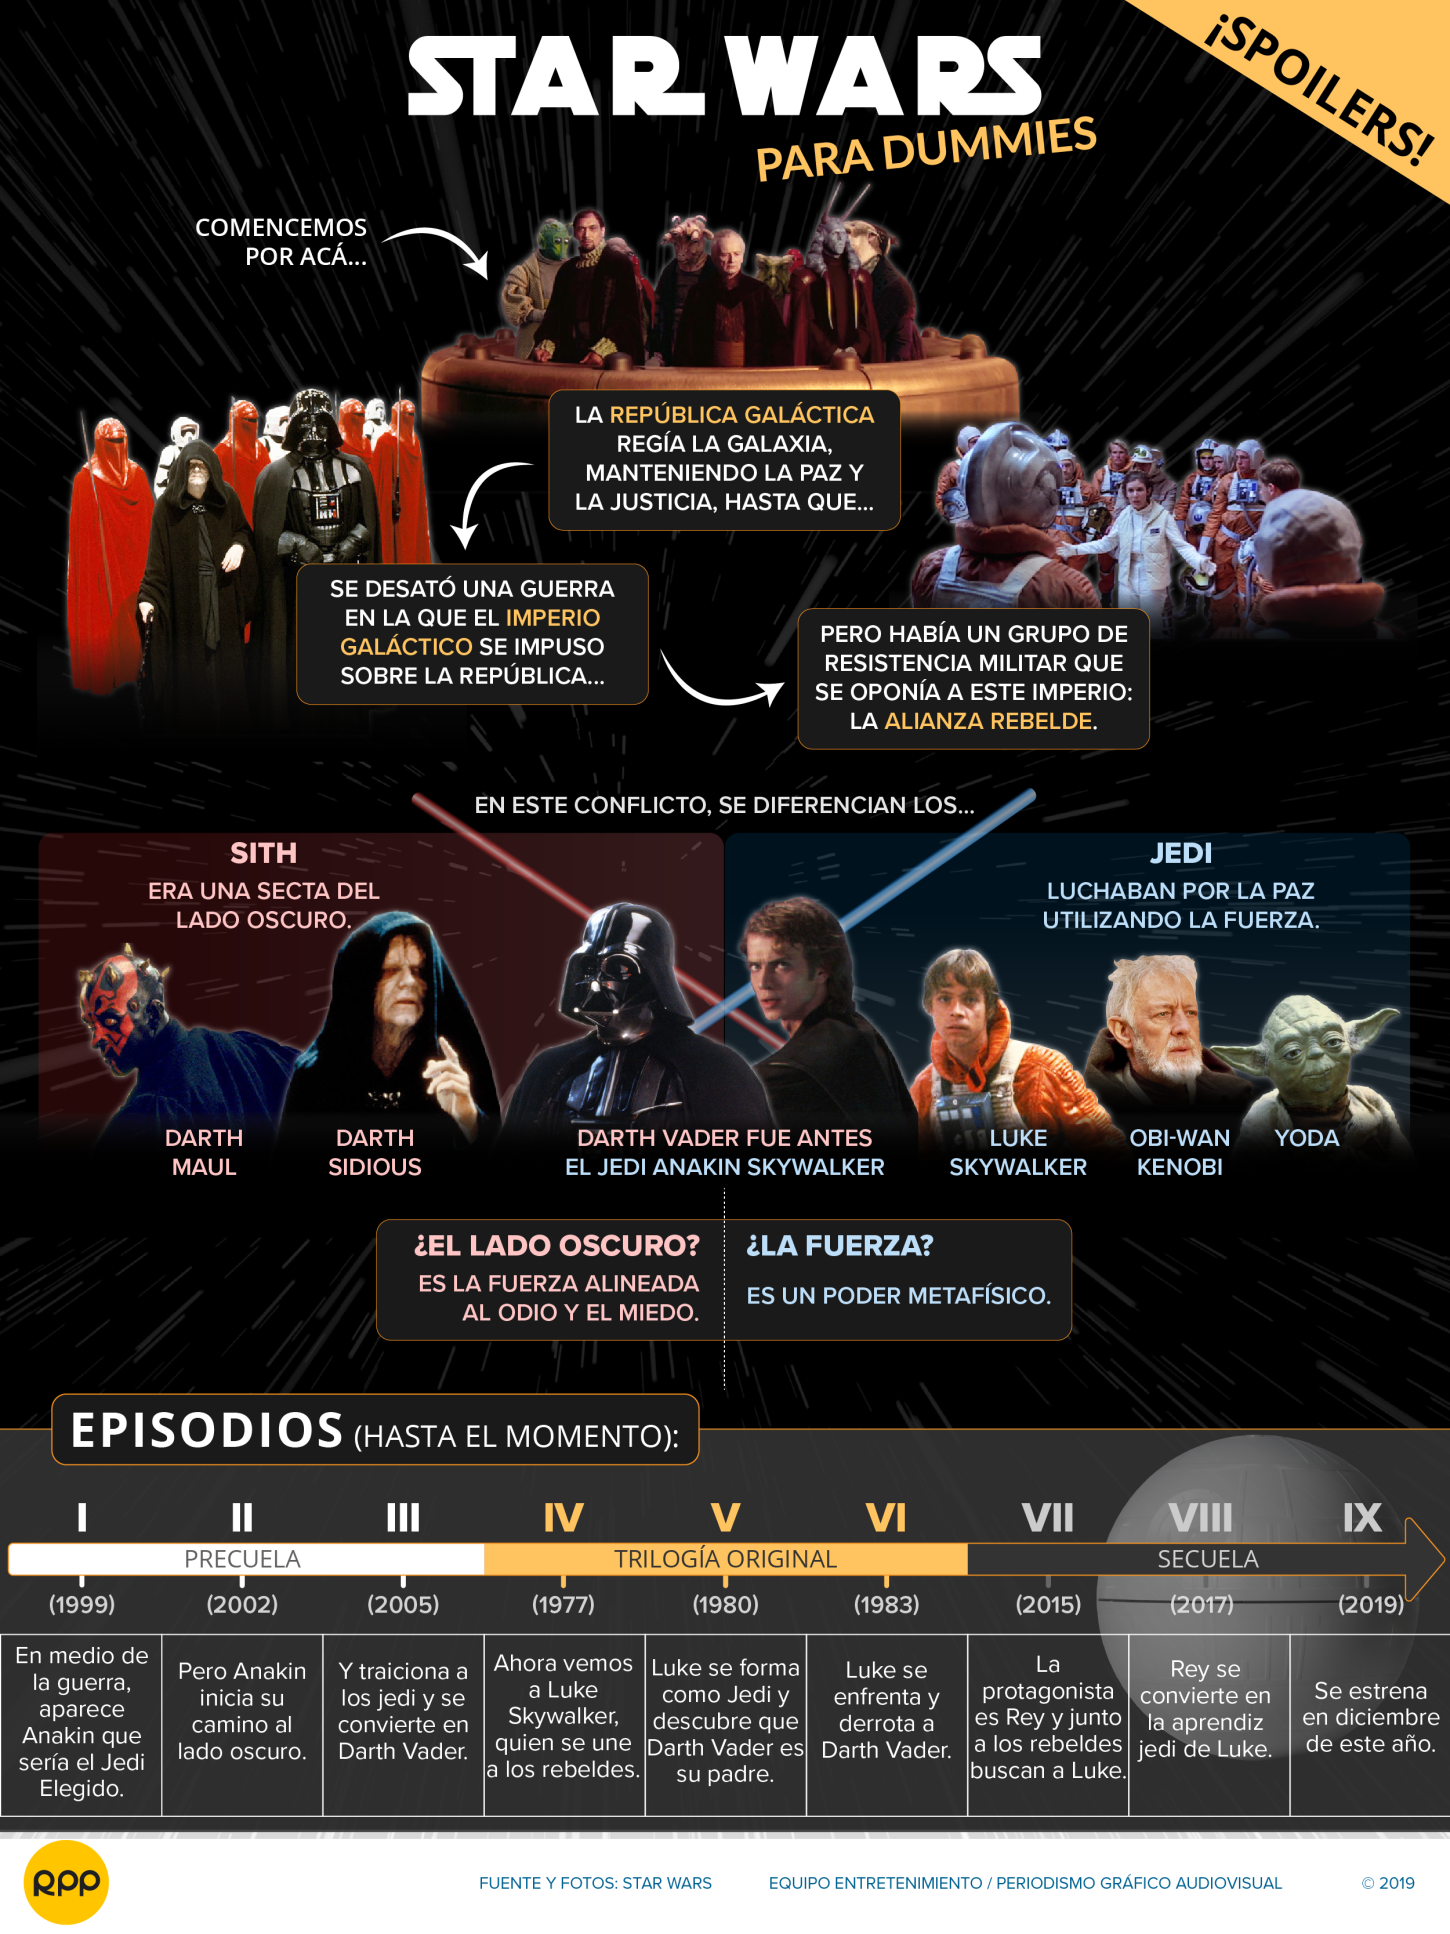 STAR WARS
PARA DUMMIES
¡SPOILERS!
COMENCEMOS
POR ACÁ...
LA REPÚBLICA GALÁCTICA
REGÍA LA GALAXIA,
MANTENIENDO LA PAZ Y
LA JUSTICIA, HASTA QUE...
SE DESATÓ UNA GUERRA
EN LA QUE EL IMPERIO
GALÁCTICO SE IMPUSO
SOBRE LA REPÚBLICA...
PERO HABÍA UN GRUPO DE
RESISTENCIA MILITAR QUE
SE OPONÍA A ESTE IMPERIO:
LA ALIANZA REBELDE.
EN ESTE CONFLICTO, SE DIFERENCIAN LOS...
SITH
ERA UNA SECTA DEL
LADO OSCURO.
JEDI
LUCHABAN POR LA PAZ
UTILIZANDO LA FUERZA.
DARTH
MAUL
DARTH
SIDIOUS
DARTH VADER FUE ANTES
EL JEDI ANAKIN SKYWALKER
LUKE
SKYWALKER
OBI-WAN
KENOBI
YODA
¿EL LADO OSCURO?
ES LA FUERZA ALINEADA
AL ODIO Y EL MIEDO.
¿LA FUERZA?
ES UN PODER METAFÍSICO.
EPISODIOS (HASTA EL MOMENTO):
I II III IV V VI VII VIII IX
PRECUELA TRILOGÍA ORIGINAL SECUELA
(1999) (2002) (2005) (1977) (1980) (1983) (2015) (2017) (2019)
En medio de
la guerra,
aparece
Anakin que
sería el Jedi
Elegido.
Pero Anakin
inicia su
camino al
lado oscuro.
Y traiciona a
los jedi y se
convierte en
Darth Vader.
Ahora vemos
a Luke
Skywalker,
quien se une
a los rebeldes.
Luke se forma
como Jedi y
descubre que
Darth Vader es
su padre.
Luke se
enfrenta y
derrota a
Darth Vader.
La
protagonista
es Rey y junto
a los rebeldes
buscan a Luke.
Rey se
convierte en
la aprendiz
jedi de Luke.
Se estrena
en diciembre
de este año.
RPP
FUENTE Y FOTOS: STAR WARS
EQUIPO ENTRETENIMIENTO / PERIODISMO GRÁFICO AUDIOVISUAL
© 2019